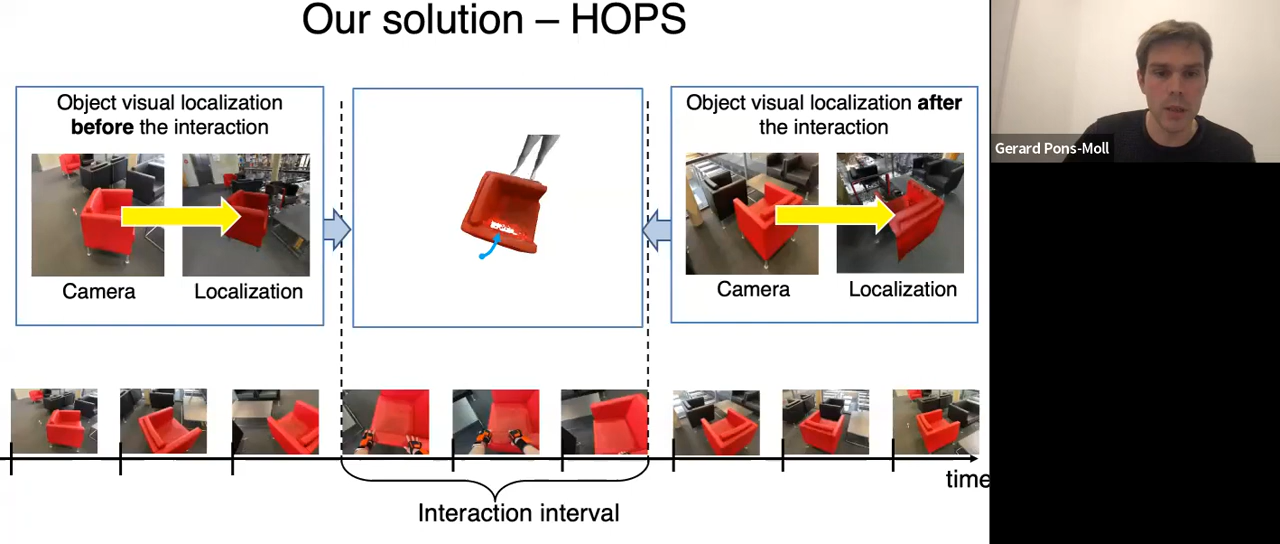 Our solution – HOPS
Object visual localization
before the interaction
Camera
Localization
Object visual localization after
the interaction
Camera
Localization
Gerard Pons-Moll
time
Interaction interval